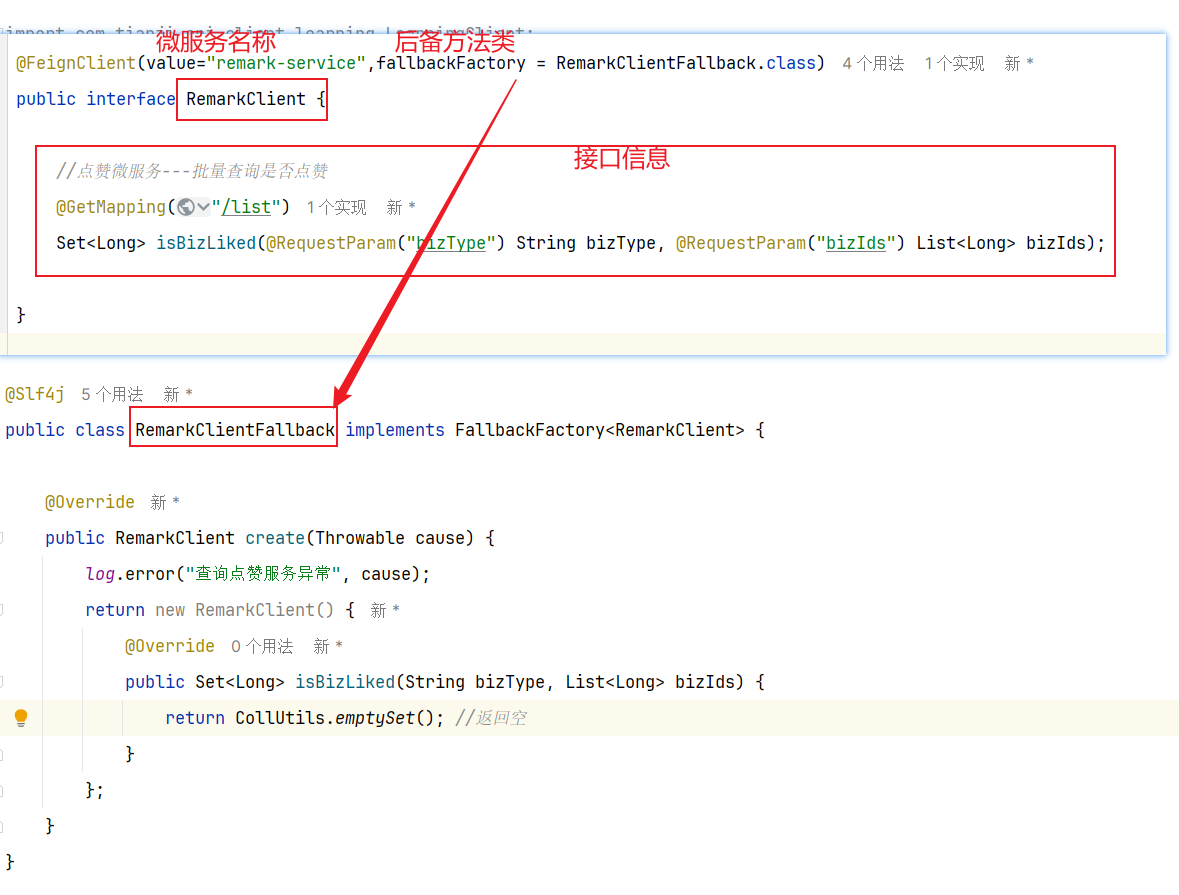 import com.tianji.api.client.learning.LearningClient;
微服务名称 后备方法类
@FeignClient(value="remark-service",fallbackFactory = RemarkClientFallback.class) 4 个用法 1个实现 新 *
public interface RemarkClient {
接口信息
//点赞微服务---批量查询是否点赞
@GetMapping("/list") 1个实现 新 *
Set<Long> isBizLiked(@RequestParam("bizType") String bizType, @RequestParam("bizIds") List<Long> bizIds);
}
@Slf4j 5 个用法 新 *
public class RemarkClientFallback implements FallbackFactory<RemarkClient> {
@Override 新 *
public RemarkClient create(Throwable cause) {
log.error("查询点赞服务异常", cause);
return new RemarkClient() { 新 *
@Override 0 个用法 新 *
public Set<Long> isBizLiked(String bizType, List<Long> bizIds) {
return CollUtils.emptySet(); //返回空
}
};
}
}